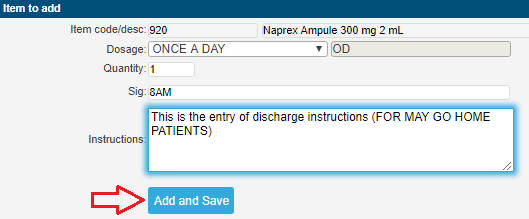 Item to add
Item code/desc: 920 Naprex Ampule 300 mg 2 mL
Dosage: ONCE A DAY OD
Quantity: 1
Sig: 8AM
Instructions: This is the entry of discharge instructions (FOR MAY GO HOME
PATIENTS)
Add and Save